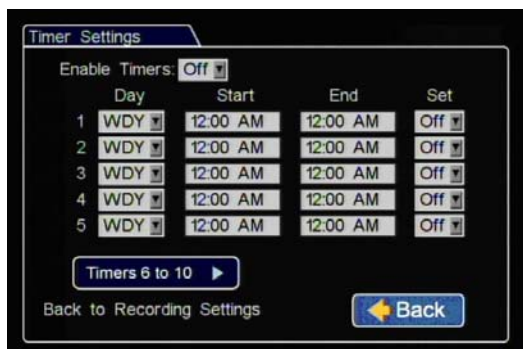 Timer Settings
Enable Timers: Off
Day Start End Set
1 WDY 12:00 AM 12:00 AM Off
2 WDY 12:00 AM 12:00 AM Off
3 WDY 12:00 AM 12:00 AM Off
4 WDY 12:00 AM 12:00 AM Off
5 WDY 12:00 AM 12:00 AM Off
Timers 6 to 10
Back to Recording Settings Back